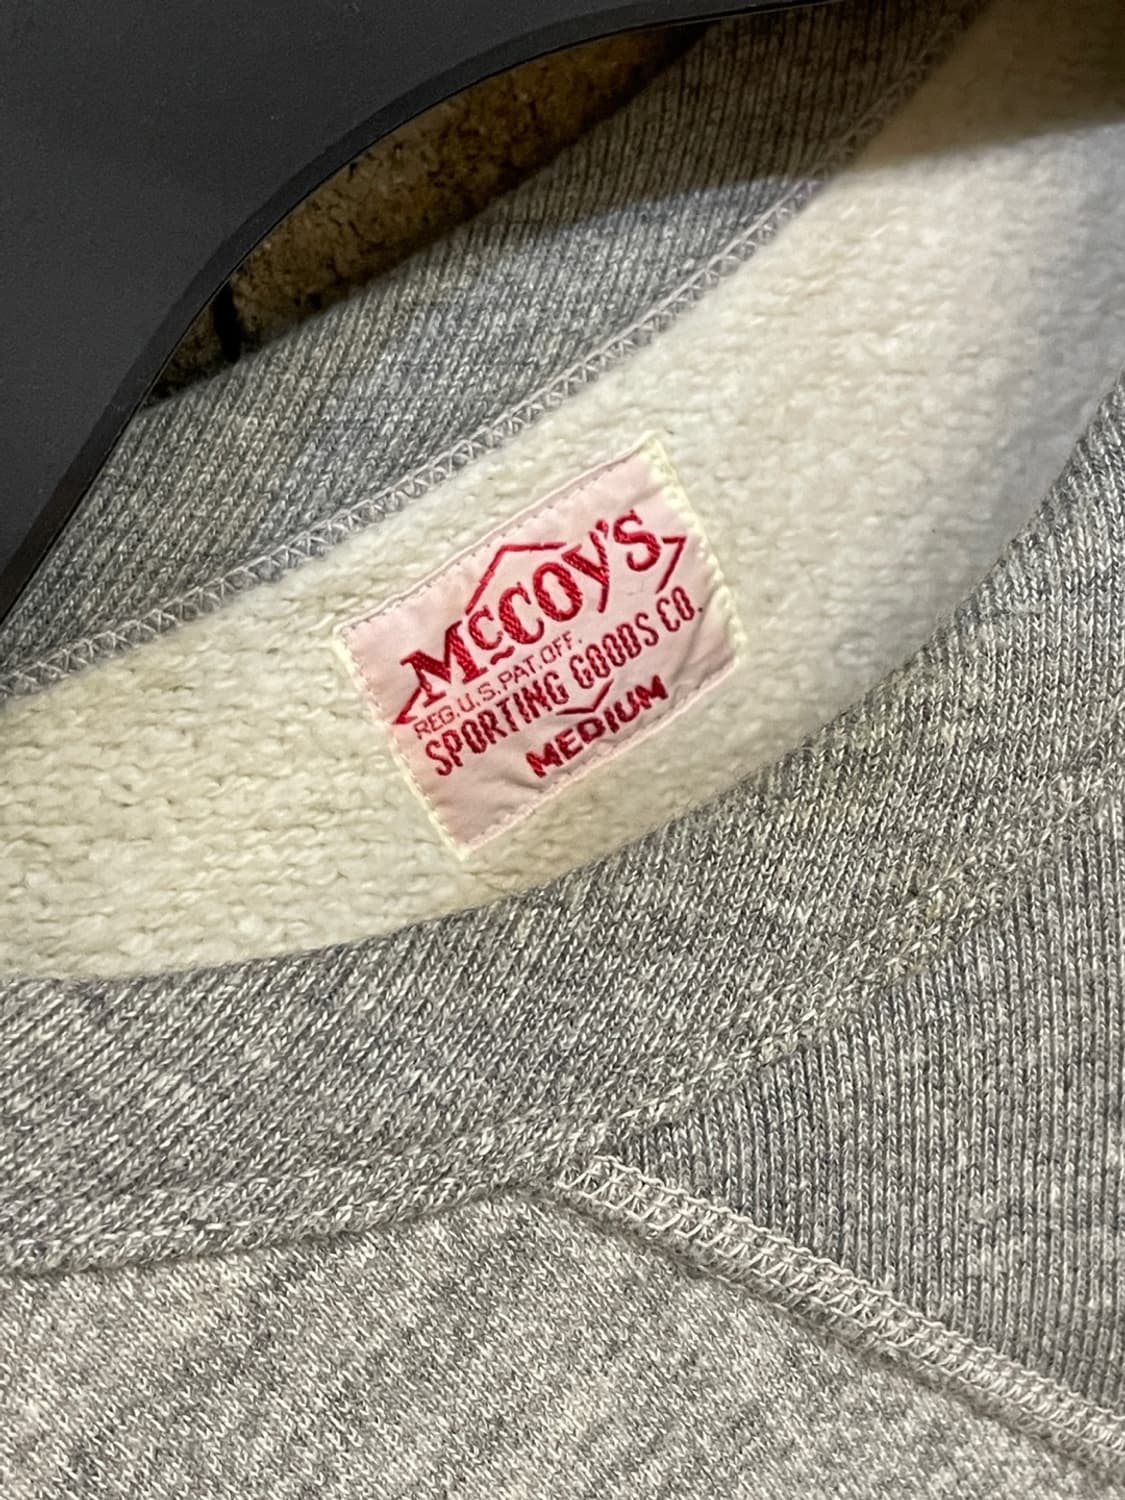 McCOY'S
REG.U.S.PAT.OFF.
SPORTING GOODS CO.
MEDIUM